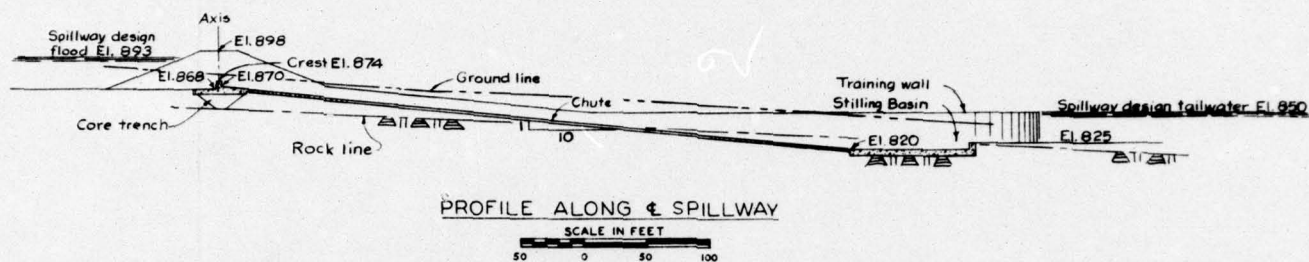 Axis
Spillway design
flood El. 893
El. 898
Crest El. 874
El. 868
El. 870
Ground line
Training wall
Chute
Stilling Basin
Spillway design tailwater El. 850
Core trench
10
El. 820
El. 825
Rock line
1
PROFILE ALONG ℄ SPILLWAY
SCALE IN FEET
50 0 50 100